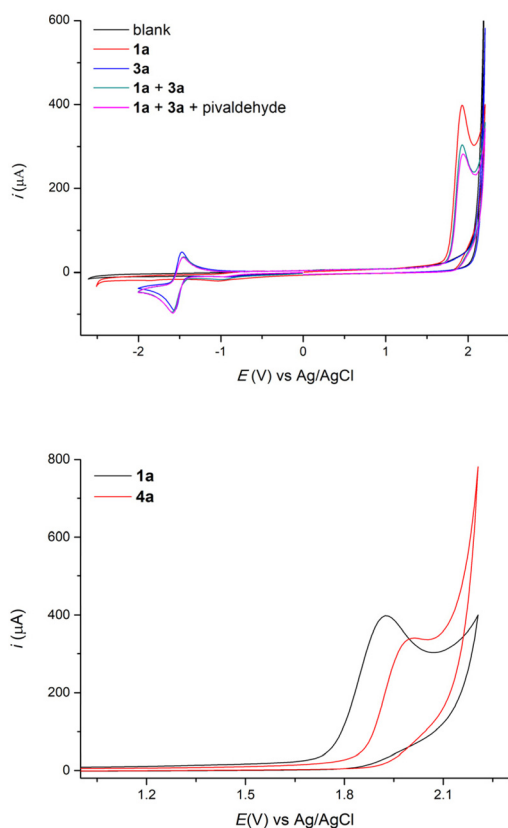 600
400
200
0
i (μA)
blank
1a
3a
1a + 3a
1a + 3a + pivaldehyde
-2 -1 0 1 2
E (V) vs Ag/AgCl
800
600
400
200
0
i (μA)
1a
4a
1.2 1.5 1.8 2.1
E(V) vs Ag/AgCl